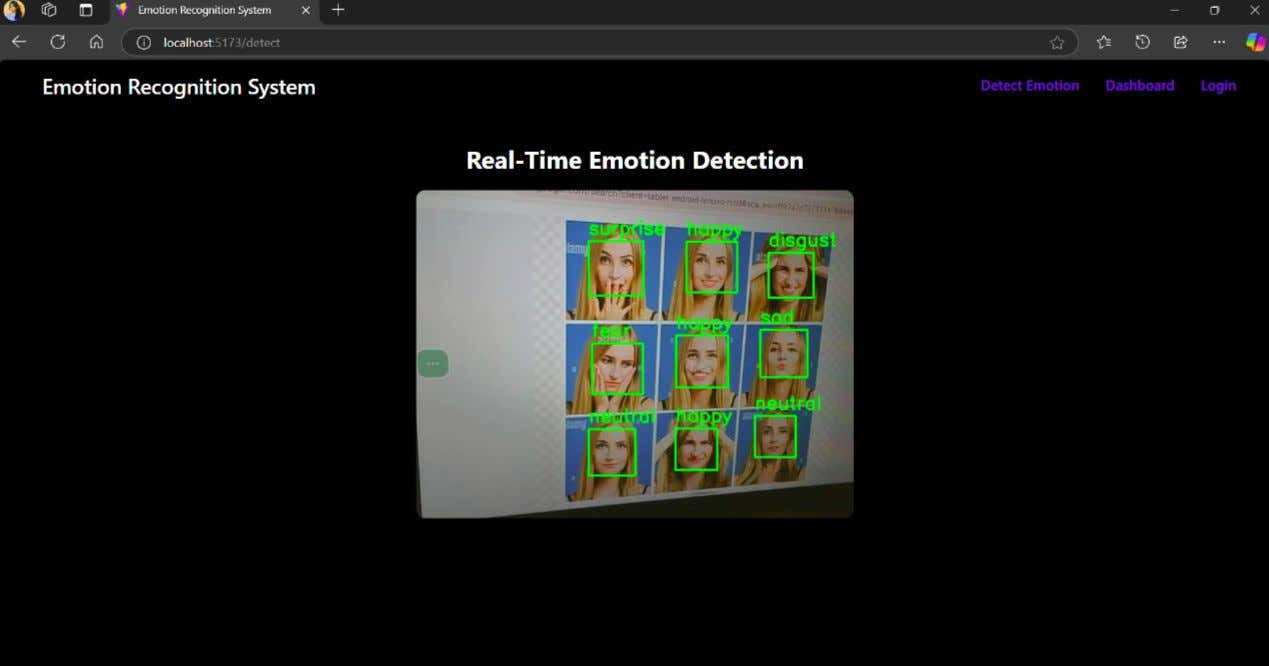 Emotion Recognition System
localhost:5173/detect
Emotion Recognition System
Detect Emotion Dashboard Login
Real-Time Emotion Detection
surprise happy disgust
fear happy sad
neutral happy neutral